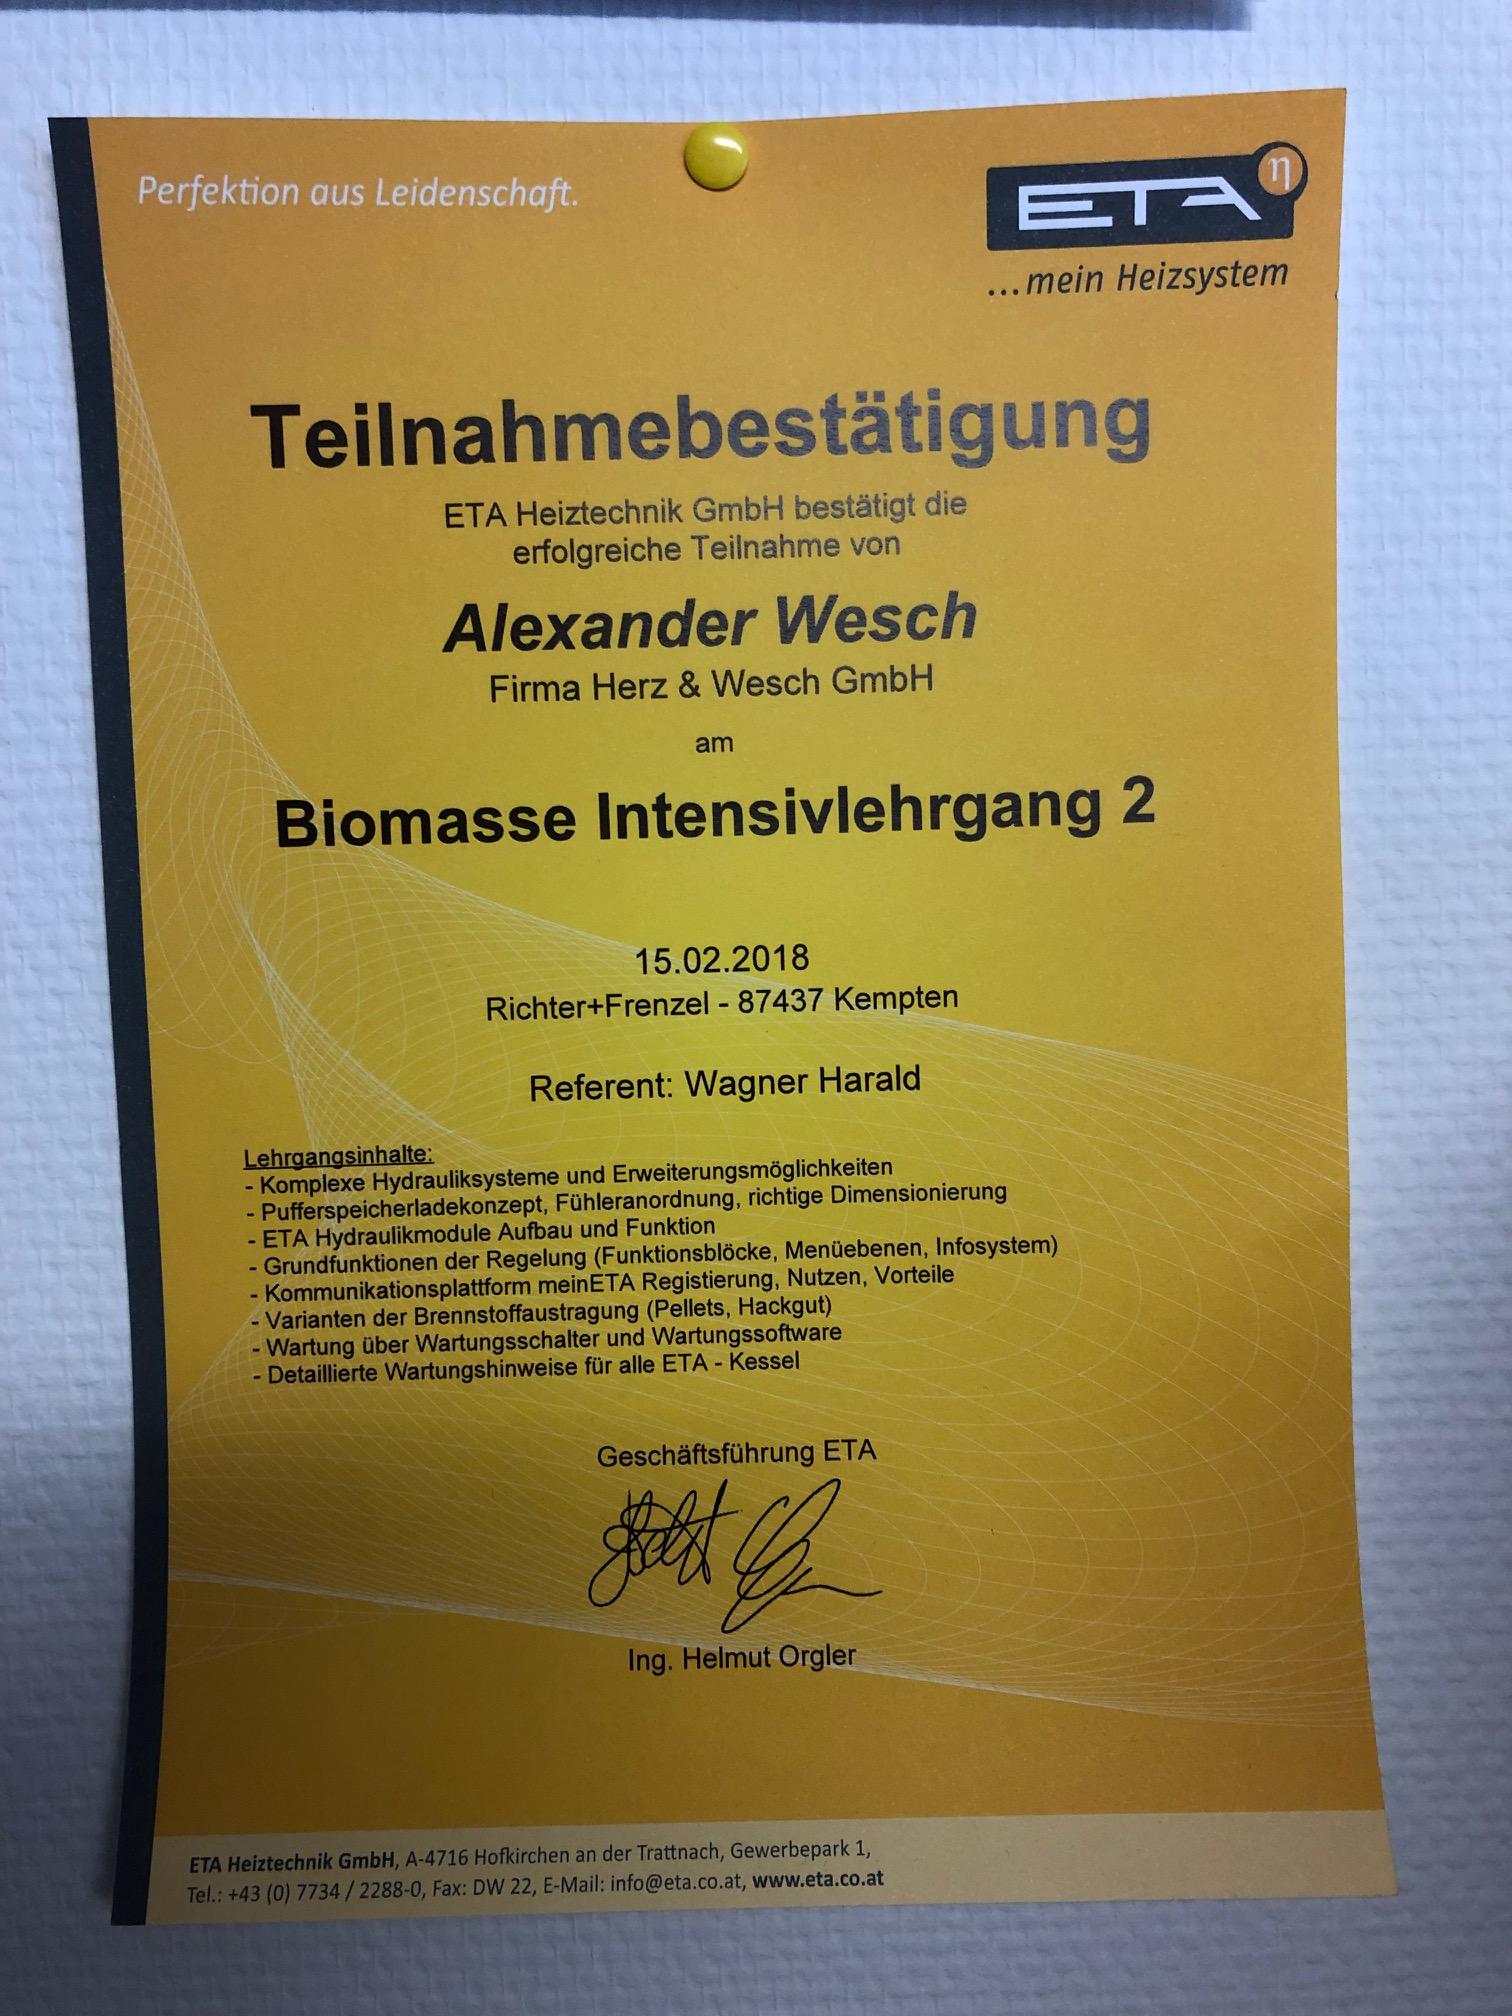 Perfektion aus Leidenschaft.
ETA η
...mein Heizsystem
Teilnahmebestätigung
ETA Heiztechnik GmbH bestätigt die
erfolgreiche Teilnahme von
Alexander Wesch
Firma Herz & Wesch GmbH
am
Biomasse Intensivlehrgang 2
15.02.2018
Richter+Frenzel - 87437 Kempten
Referent: Wagner Harald
Lehrgangsinhalte:
- Komplexe Hydrauliksysteme und Erweiterungsmöglichkeiten
- Pufferspeicherladekonzept, Fühleranordnung, richtige Dimensionierung
- ETA Hydraulikmodule Aufbau und Funktion
- Grundfunktionen der Regelung (Funktionsblöcke, Menüebenen, Infosystem)
- Kommunikationsplattform meinETA Registierung, Nutzen, Vorteile
- Varianten der Brennstoffaustragung (Pellets, Hackgut)
- Wartung über Wartungsschalter und Wartungssoftware
- Detaillierte Wartungshinweise für alle ETA - Kessel
Geschäftsführung ETA
Ing. Helmut Orgler
ETA Heiztechnik GmbH, A-4716 Hofkirchen an der Trattnach, Gewerbepark 1,
Tel.: +43 (0) 7734 / 2288-0, Fax: DW 22, E-Mail: info@eta.co.at, www.eta.co.at